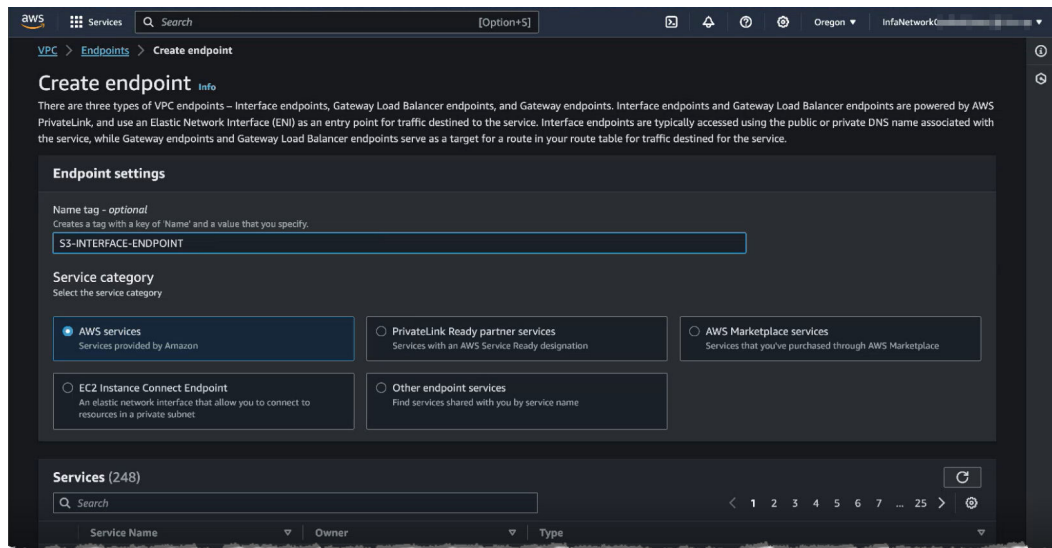 aws
Services
Search
[Option+S]
Oregon
InfaNetwork
VPC > Endpoints > Create endpoint
Create endpoint Info
There are three types of VPC endpoints – Interface endpoints, Gateway Load Balancer endpoints, and Gateway endpoints. Interface endpoints and Gateway Load Balancer endpoints are powered by AWS
PrivateLink, and use an Elastic Network Interface (ENI) as an entry point for traffic destined to the service. Interface endpoints are typically accessed using the public or private DNS name associated with
the service, while Gateway endpoints and Gateway Load Balancer endpoints serve as a target for a route in your route table for traffic destined for the service.
Endpoint settings
Name tag - optional
Creates a tag with a key of 'Name' and a value that you specify.
S3-INTERFACE-ENDPOINT
Service category
Select the service category
AWS services
Services provided by Amazon
PrivateLink Ready partner services
Services with an AWS Service Ready designation
AWS Marketplace services
Services that you've purchased through AWS Marketplace
EC2 Instance Connect Endpoint
An elastic network interface that allow you to connect to
resources in a private subnet
Other endpoint services
Find services shared with you by service name
Services (248)
Search
< 1 2 3 4 5 6 7 ... 25 >
Service Name
Owner
Type